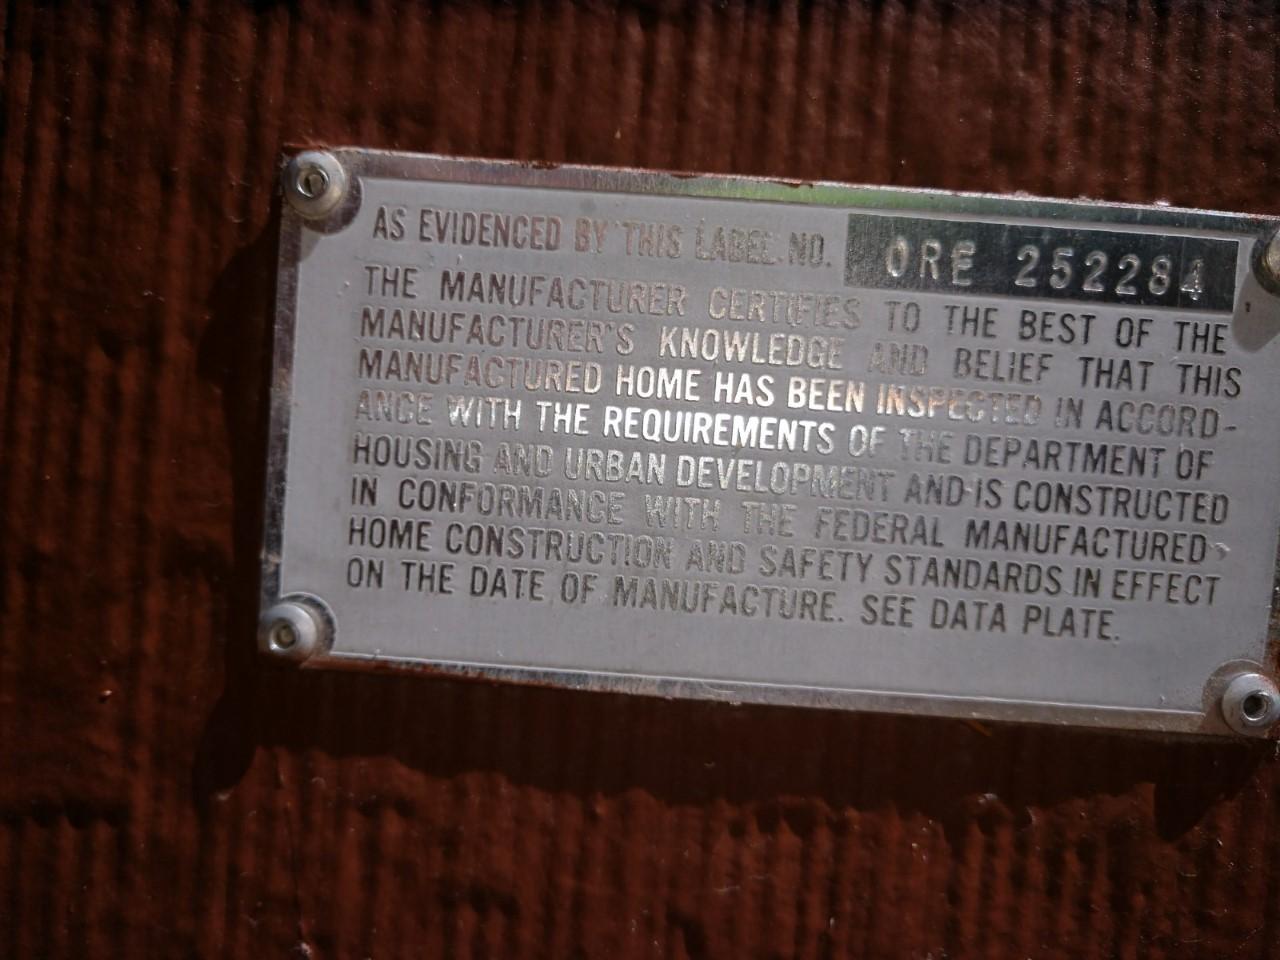 AS EVIDENCED BY THIS LABEL NO. ORE 252284
THE MANUFACTURER CERTIFIES TO THE BEST OF THE
MANUFACTURER'S KNOWLEDGE AND BELIEF THAT THIS
MANUFACTURED HOME HAS BEEN INSPECTED IN ACCORD-
ANCE WITH THE REQUIREMENTS OF THE DEPARTMENT OF
HOUSING AND URBAN DEVELOPMENT AND IS CONSTRUCTED
IN CONFORMANCE WITH THE FEDERAL MANUFACTURED
HOME CONSTRUCTION AND SAFETY STANDARDS IN EFFECT
ON THE DATE OF MANUFACTURE. SEE DATA PLATE.